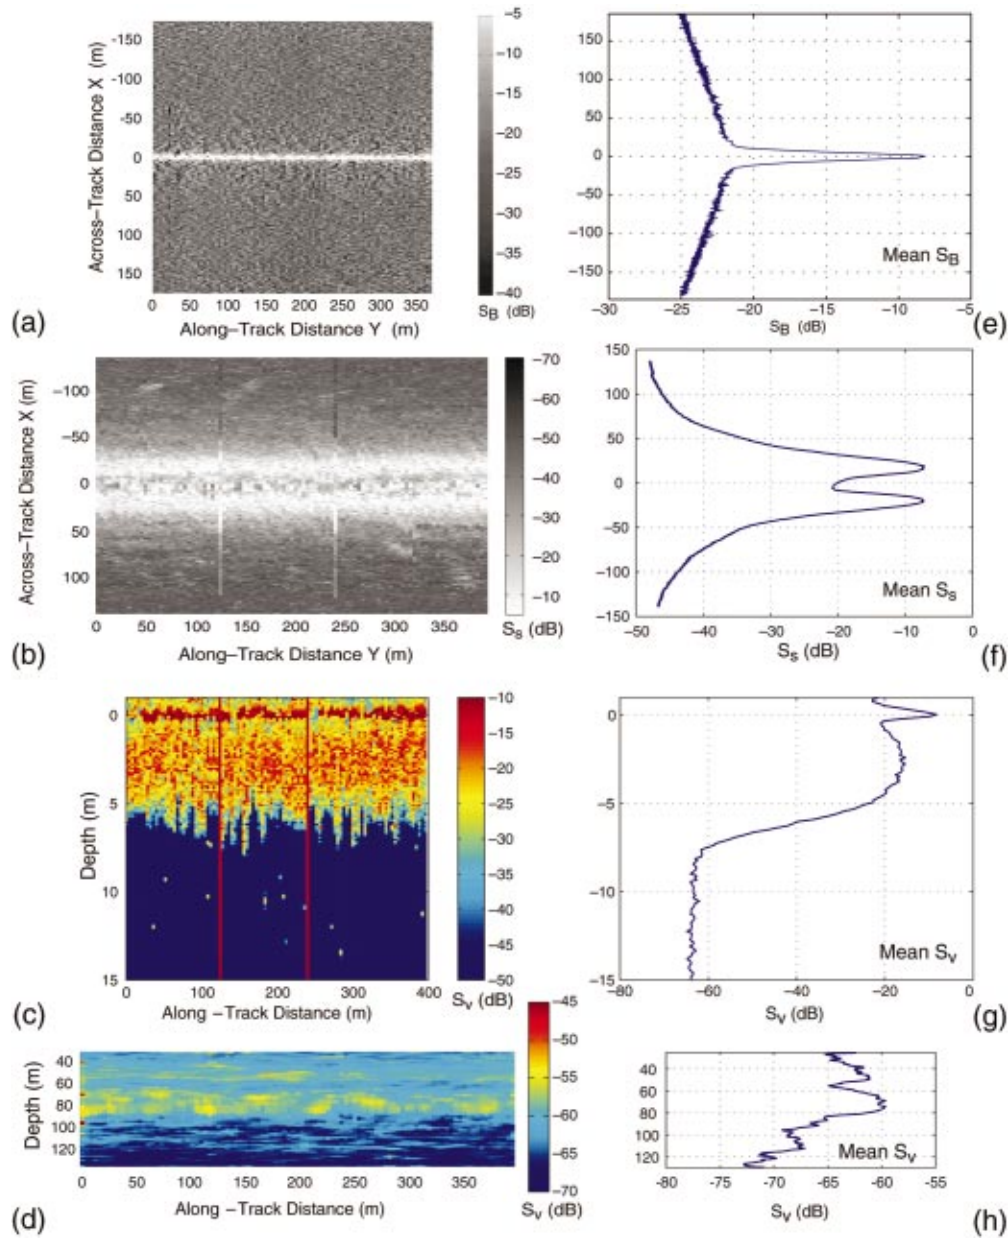 -150
-100
-50
0
50
100
150
Across–Track Distance X (m)
0 50 100 150 200 250 300 350
Along–Track Distance Y (m)
(a)
−5
−10
−15
−20
−25
−30
−35
−40
S_B (dB)
150
100
50
0
−50
−100
−150
−30 −25 −20 −15 −10 −5
S_B (dB)
Mean S_B
(e)
−100
−50
0
50
100
Across–Track Distance X (m)
0 50 100 150 200 250 300 350
Along–Track Distance Y (m)
(b)
−70
−60
−50
−40
−30
−20
−10
S_s (dB)
150
100
50
0
−50
−100
−150
−50 −40 −30 −20 −10 0
S_s (dB)
Mean S_s
(f)
0
5
10
15
Depth (m)
0 100 200 300 400
Along –Track Distance (m)
(c)
−10
−15
−20
−25
−30
−35
−40
−45
−50
S_v (dB)
0
−5
−10
−15
−80 −60 −40 −20 0
S_v (dB)
Mean S_v
(g)
40
60
80
100
120
Depth (m)
0 50 100 150 200 250 300 350
Along –Track Distance (m)
(d)
−45
−50
−55
−60
−65
−70
S_v (dB)
40
60
80
100
120
−80 −75 −70 −65 −60 −55
S_v (dB)
Mean S_v
(h)